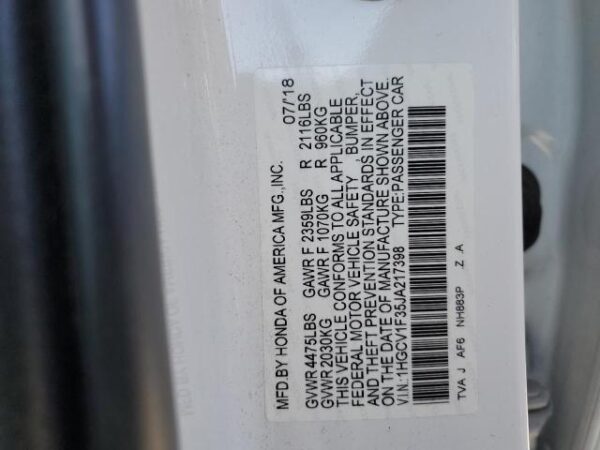 MFD.BY HONDA OF AMERICA MFG.,INC. 07/'18
GVWR 4475LBS GAWR F 2359LBS R 2116LBS
GVWR 2030KG GAWR F 1070KG R 960KG
THIS VEHICLE CONFORMS TO ALL APPLICABLE
FEDERAL MOTOR VEHICLE SAFETY , BUMPER,
AND THEFT PREVENTION STANDARDS IN EFFECT
ON THE DATE OF MANUFACTURE SHOWN ABOVE.
V.I.N.: 1HGCV1F35JA217398 TYPE:PASSENGER CAR
TVA J AF6 NH883P Z A